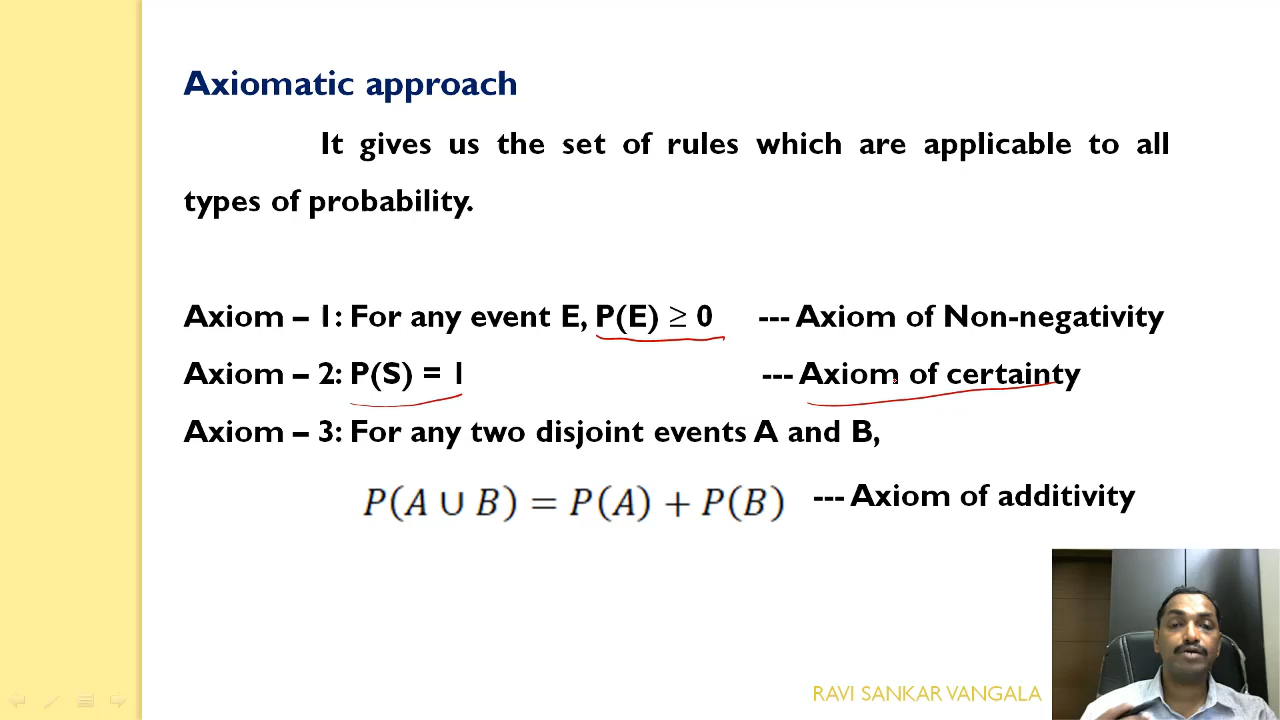 Axiomatic approach
It gives us the set of rules which are applicable to all
types of probability.
Axiom – 1: For any event E, P(E) ≥ 0 --- Axiom of Non-negativity
Axiom – 2: P(S) = 1 --- Axiom of certainty
Axiom – 3: For any two disjoint events A and B,
P(A ∪ B) = P(A) + P(B) --- Axiom of additivity
RAVI SANKAR VANGALA